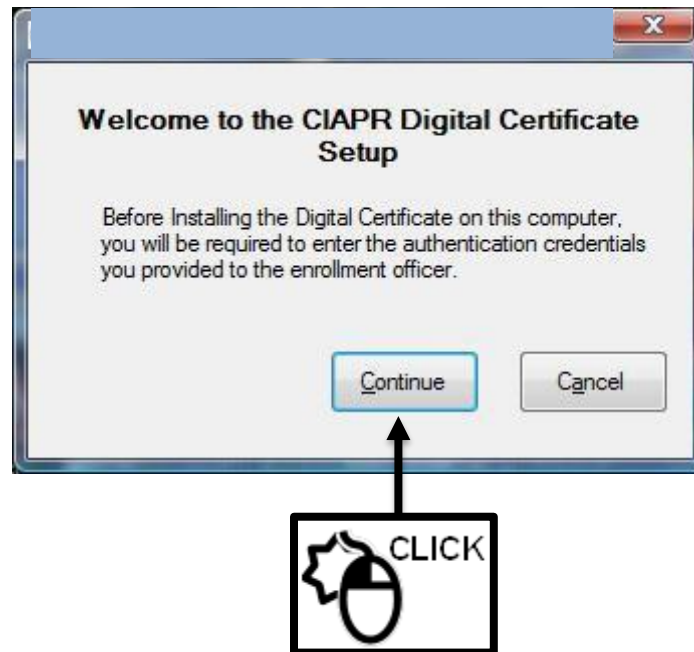 Welcome to the CIAPR Digital Certificate
Setup
Before Installing the Digital Certificate on this computer,
you will be required to enter the authentication credentials
you provided to the enrollment officer.
Continue
Cancel
CLICK